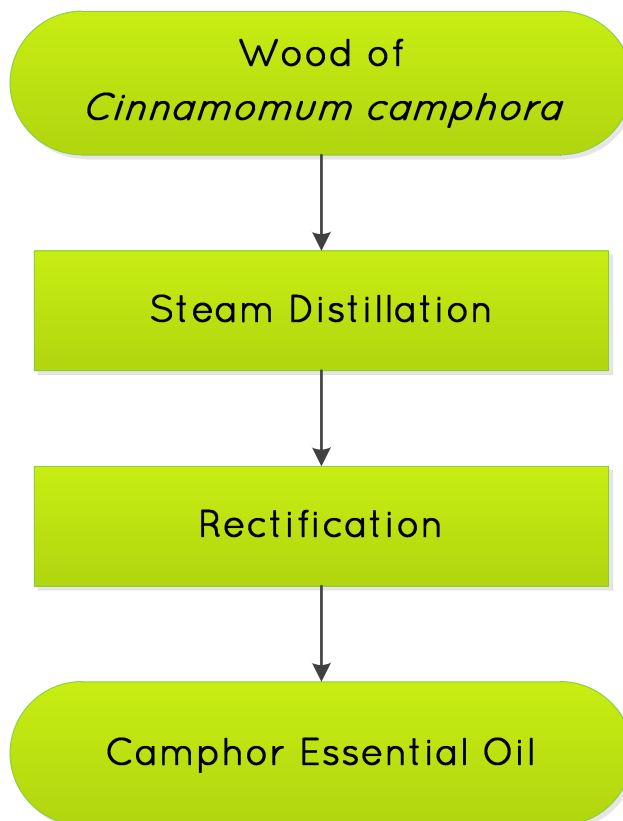 Wood of
Cinnamomum camphora
Steam Distillation
Rectification
Camphor Essential Oil